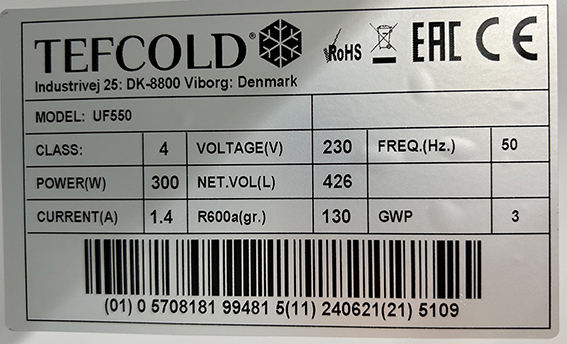 TEFCOLD® RoHS EAC CE
Industrivej 25: DK-8800 Viborg: Denmark
MODEL: UF550
CLASS: 4 VOLTAGE(V) 230 FREQ.(Hz.) 50
POWER(W) 300 NET.VOL(L) 426
CURRENT(A) 1.4 R600a(gr.) 130 GWP 3
(01) 0 5708181 99481 5(11) 240621(21) 5109